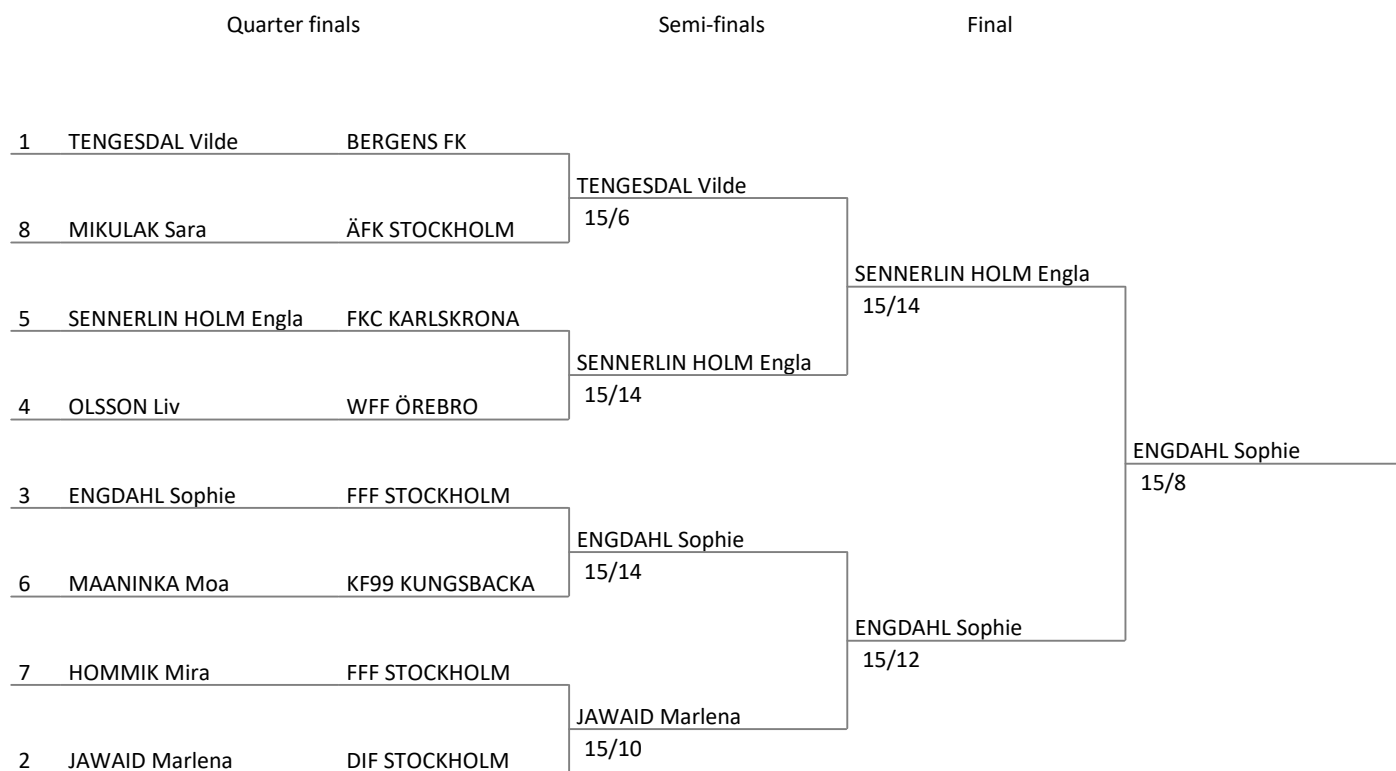 Quarter finals Semi-finals Final
1 TENGESDAL Vilde BERGENS FK
TENGESDAL Vilde
15/6
8 MIKULAK Sara ÄFK STOCKHOLM
SENNERLIN HOLM Engla
15/14
5 SENNERLIN HOLM Engla FKC KARLSKRONA
SENNERLIN HOLM Engla
15/14
4 OLSSON Liv WFF ÖREBRO
ENGDAHL Sophie
15/8
3 ENGDAHL Sophie FFF STOCKHOLM
ENGDAHL Sophie
15/14
6 MAANINKA Moa KF99 KUNGSBACKA
ENGDAHL Sophie
15/12
7 HOMMIK Mira FFF STOCKHOLM
JAWAID Marlena
15/10
2 JAWAID Marlena DIF STOCKHOLM